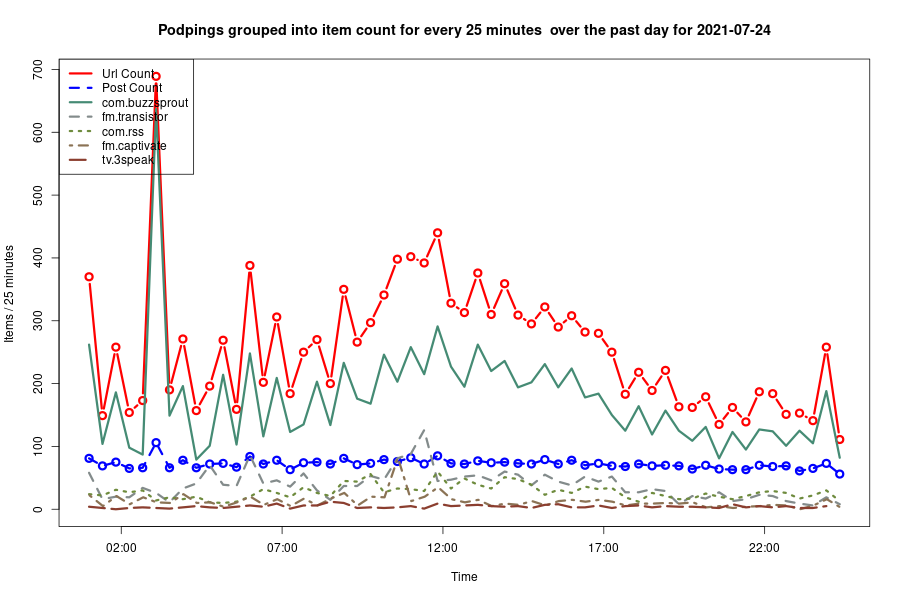 Podpings grouped into item count for every 25 minutes  over the past day for 2021-07-24
Url Count
Post Count
com.buzzsprout
fm.transistor
com.rss
fm.captivate
tv.3speak
Items / 25 minutes
700
600
500
400
300
200
100
0
02:00 07:00 12:00 17:00 22:00
Time